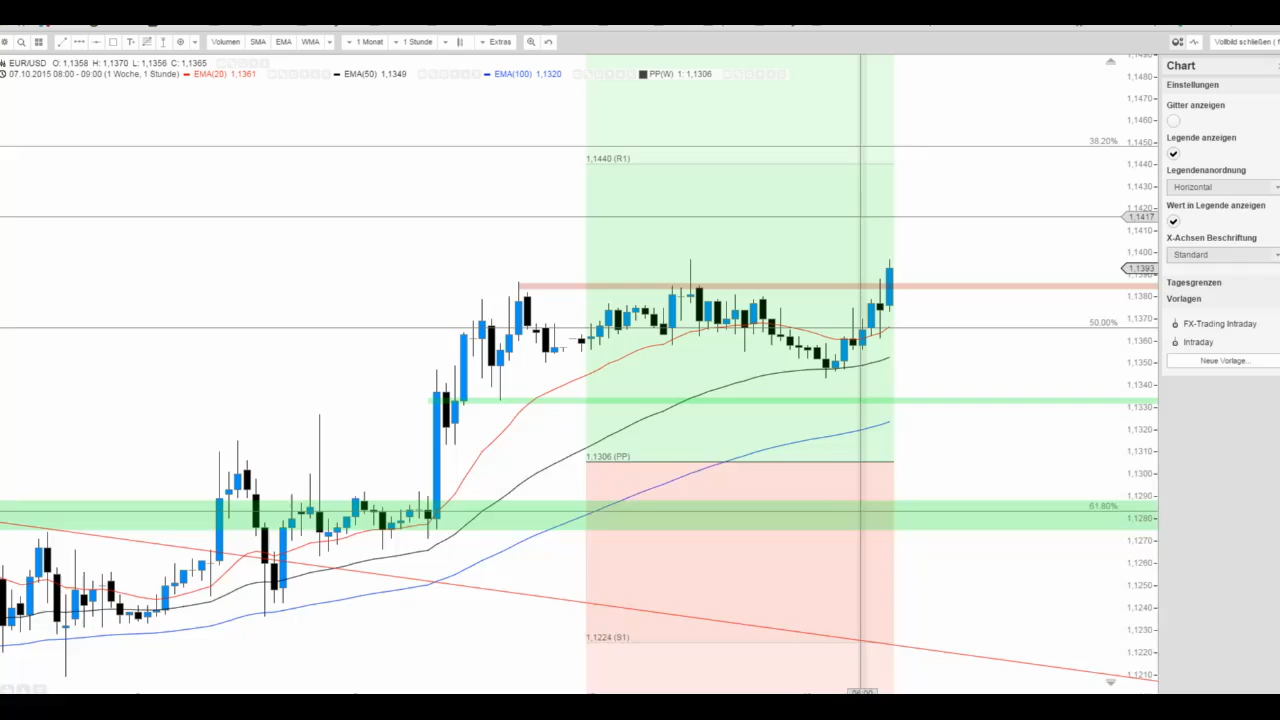 Volumen SMA EMA WMA 1 Monat 1 Stunde Extras Vollbild schließen ( f
EUR/USD O: 1,1358 H: 1,1370 L: 1,1356 C: 1,1365
07.10.2015 08:00 - 09:00 (1 Woche, 1 Stunde) EMA(20) 1,1361 EMA(50) 1,1349 EMA(100) 1,1320 PP(W) 1: 1,1306
Chart
Einstellungen
Gitter anzeigen
Legende anzeigen
Legendenanordnung
Horizontal
Wert in Legende anzeigen
X-Achsen Beschriftung
Standard
Tagesgrenzen
Vorlagen
FX-Trading Intraday
Intraday
Neue Vorlage...
1,1480
1,1470
1,1460
1,1450
38.20%
1,1440
1,1440 (R1)
1,1430
1,1420
1,1417
1,1410
1,1400
1,1393
1,1380
1,1370
50.00%
1,1360
1,1350
1,1340
1,1330
1,1320
1,1310
1,1306 (PP)
1,1300
1,1290
61.80%
1,1280
1,1270
1,1260
1,1250
1,1240
1,1230
1,1224 (S1)
1,1220
1,1210